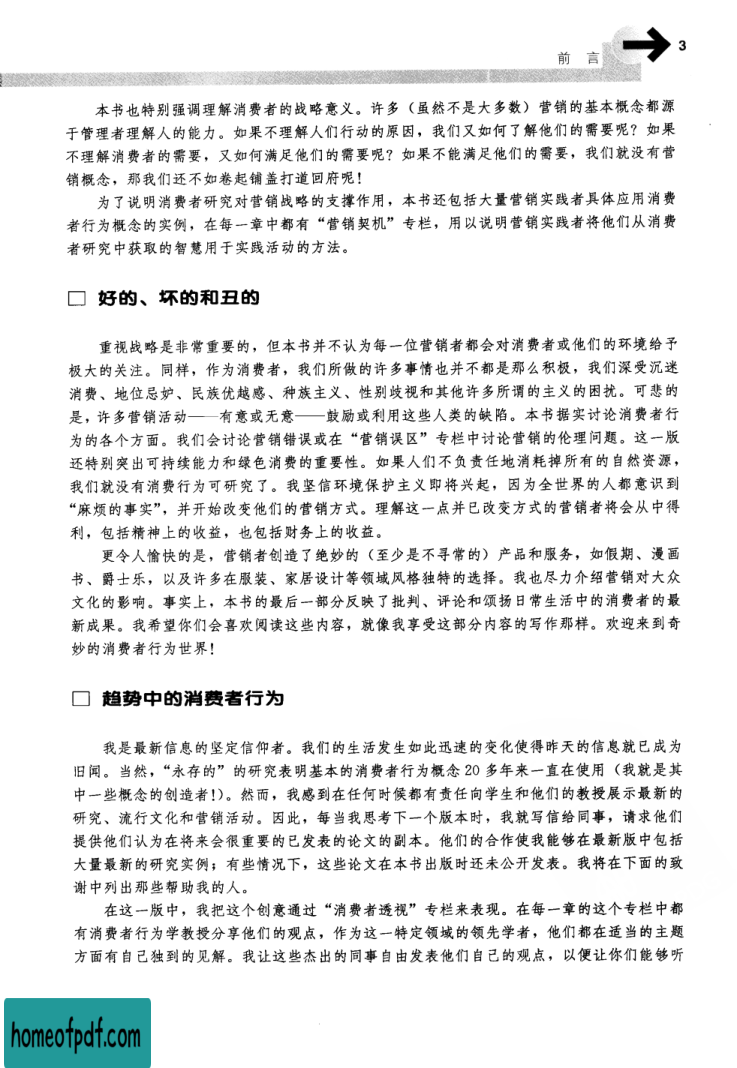 前 言
3
本书也特别强调理解消费者的战略意义。许多（虽然不是大多数）营销的基本概念都源
于管理者理解人的能力。如果不理解人们行动的原因，我们又如何了解他们的需要呢？如果
不理解消费者的需要，又如何满足他们的需要呢？如果不能满足他们的需要，我们就没有营
销概念，那我们还不如卷起铺盖打道回府呢！
为了说明消费者研究对营销战略的支撑作用，本书还包括大量营销实践者具体应用消费
者行为概念的实例，在每一章中都有“营销契机”专栏，用以说明营销实践者将他们从消费
者研究中获取的智慧用于实践活动的方法。
□ 好的、坏的和丑的
重视战略是非常重要的，但本书并不认为每一位营销者都会对消费者或他们的环境给予
极大的关注。同样，作为消费者，我们所做的许多事情也并不都是那么积极，我们深受沉迷
消费、地位忌妒、民族优越感、种族主义、性别歧视和其他许多所谓的主义的困扰。可悲的
是，许多营销活动——有意或无意——鼓励或利用这些人类的缺陷。本书据实讨论消费者行
为的各个方面。我们会讨论营销错误或在“营销误区”专栏中讨论营销的伦理问题。这一版
还特别突出可持续能力和绿色消费的重要性。如果人们不负责任地消耗掉所有的自然资源，
我们就没有消费行为可研究了。我坚信环境保护主义即将兴起，因为全世界的人都意识到
“麻烦的事实”，并开始改变他们的营销方式。理解这一点并已改变方式的营销者将会从中得
利，包括精神上的收益，也包括财务上的收益。
更令人愉快的是，营销者创造了绝妙的（至少是不寻常的）产品和服务，如假期、漫画
书、爵士乐，以及许多在服装、家居设计等领域风格独特的选择。我也尽力介绍营销对大众
文化的影响。事实上，本书的最后一部分反映了批判、评论和颂扬日常生活中的消费者的最
新成果。我希望你们会喜欢阅读这些内容，就像我享受这部分内容的写作那样。欢迎来到奇
妙的消费者行为世界！
□ 趋势中的消费者行为
我是最新信息的坚定信仰者。我们的生活发生如此迅速的变化使得昨天的信息就已成为
旧闻。当然，“永存的”的研究表明基本的消费者行为概念 20 多年来一直在使用（我就是其
中一些概念的创造者！）。然而，我感到在任何时候都有责任向学生和他们的教授展示最新的
研究、流行文化和营销活动。因此，每当我思考下一个版本时，我就写信给同事，请求他们
提供他们认为在将来会很重要的已发表的论文的副本。他们的合作使我能够在最新版中包括
大量最新的研究实例；有些情况下，这些论文在本书出版时还未公开发表。我将在下面的致
谢中列出那些帮助我的人。
在这一版中，我把这个创意通过“消费者透视”专栏来表现。在每一章的这个专栏中都
有消费者行为学教授分享他们的观点，作为这一特定领域的领先学者，他们都在适当的主题
方面有自己独到的见解。我让这些杰出的同事自由发表他们自己的观点，以便让你们能够听
homeofpdf.com